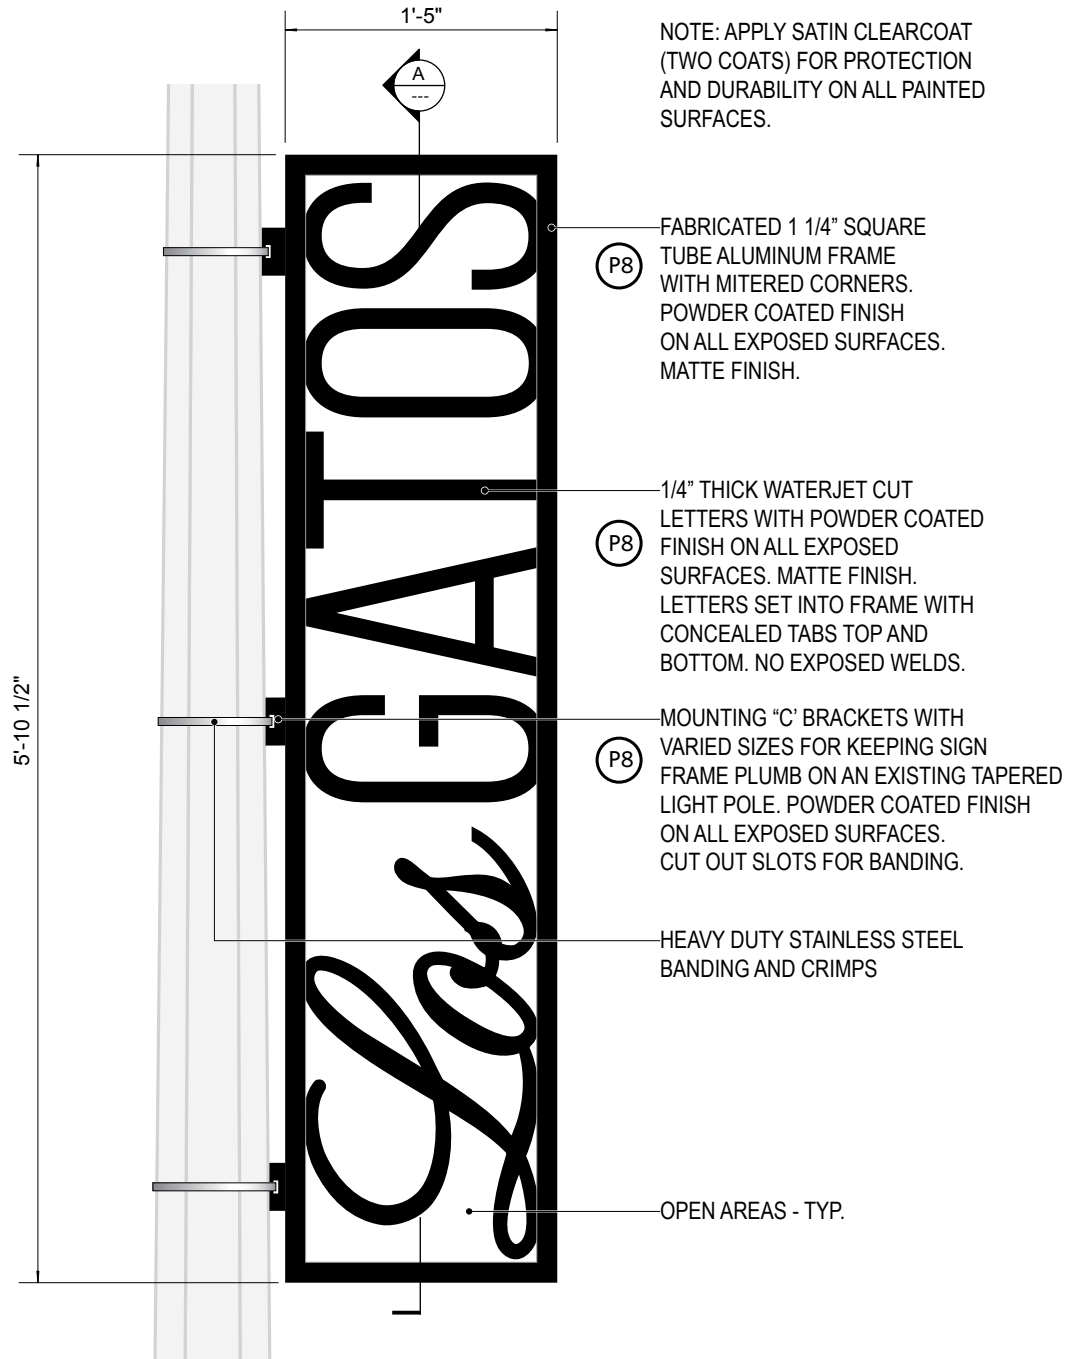 1'-5"
NOTE: APPLY SATIN CLEARCOAT
(TWO COATS) FOR PROTECTION
AND DURABILITY ON ALL PAINTED
SURFACES.
A
---
FABRICATED 1 1/4” SQUARE
TUBE ALUMINUM FRAME
WITH MITERED CORNERS.
POWDER COATED FINISH
ON ALL EXPOSED SURFACES.
MATTE FINISH.
P8
1/4” THICK WATERJET CUT
LETTERS WITH POWDER COATED
FINISH ON ALL EXPOSED
SURFACES. MATTE FINISH.
LETTERS SET INTO FRAME WITH
CONCEALED TABS TOP AND
BOTTOM. NO EXPOSED WELDS.
P8
MOUNTING “C’ BRACKETS WITH
VARIED SIZES FOR KEEPING SIGN
FRAME PLUMB ON AN EXISTING TAPERED
LIGHT POLE. POWDER COATED FINISH
ON ALL EXPOSED SURFACES.
CUT OUT SLOTS FOR BANDING.
P8
HEAVY DUTY STAINLESS STEEL
BANDING AND CRIMPS
OPEN AREAS - TYP.
5'-10 1/2"
Los GATOS